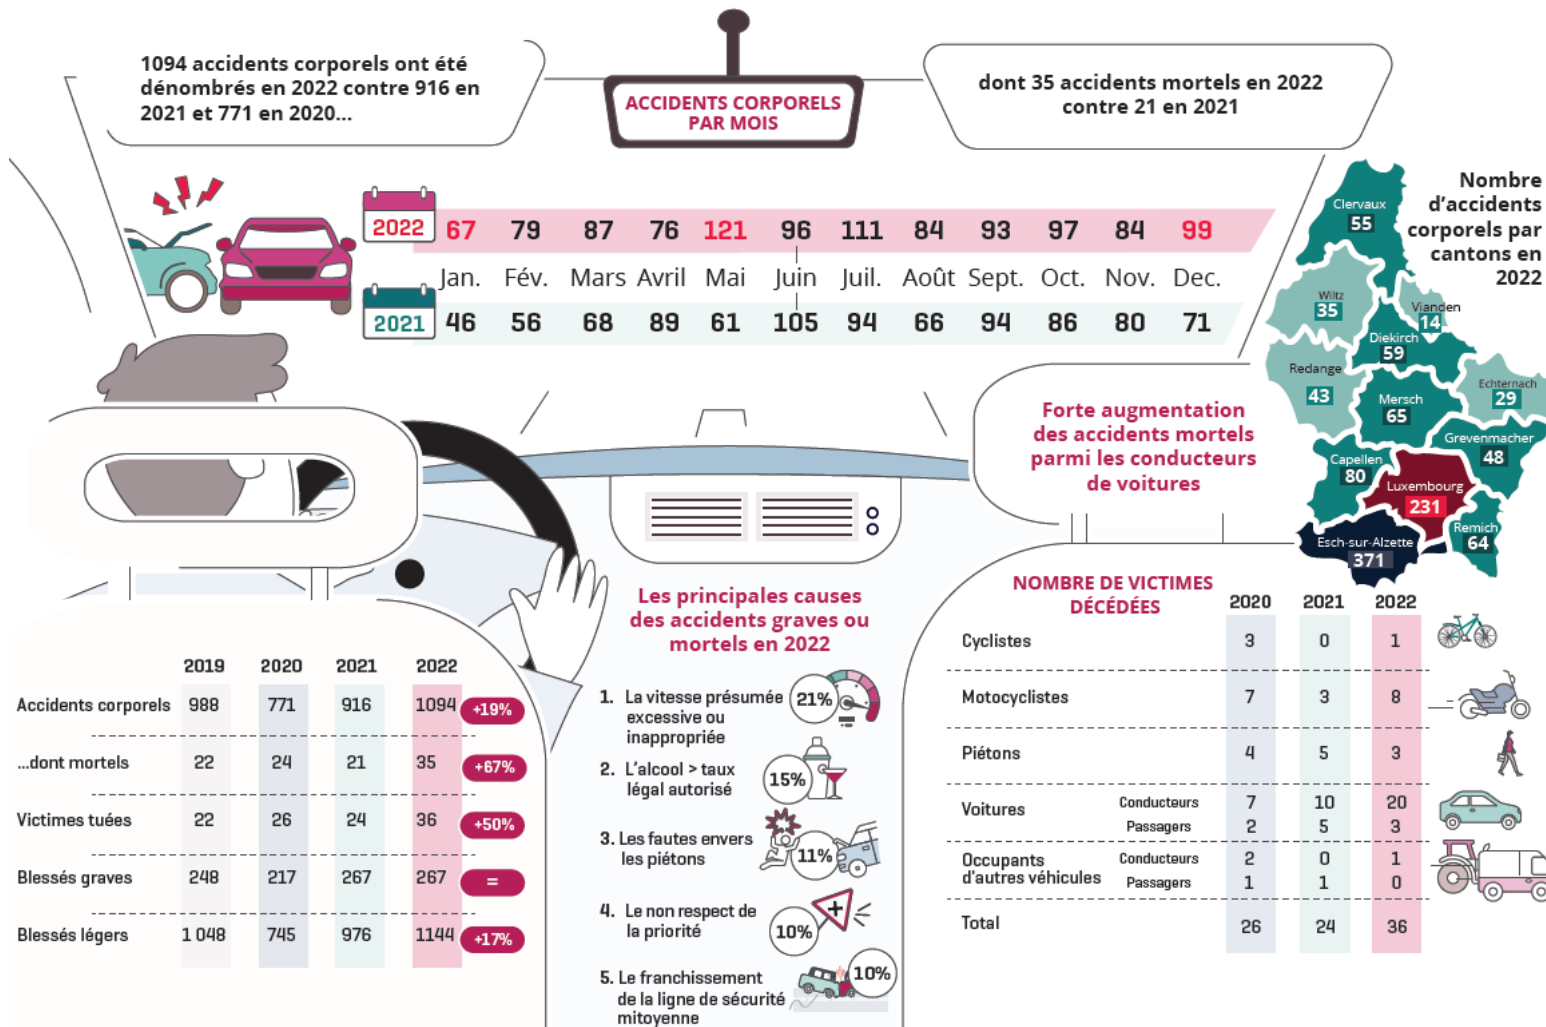 1094 accidents corporels ont été
dénombrés en 2022 contre 916 en
2021 et 771 en 2020...
ACCIDENTS CORPORELS
PAR MOIS
dont 35 accidents mortels en 2022
contre 21 en 2021
2022 67 79 87 76 121 96 111 84 93 97 84 99
Jan. Fév. Mars Avril Mai Juin Juil. Août Sept. Oct. Nov. Dec.
2021 46 56 68 89 61 105 94 66 94 86 80 71
Nombre
d'accidents
corporels par
cantons en
2022
Clervaux
55
Wiltz
35
Vianden
14
Diekirch
59
Redange
43
Echternach
29
Mersch
65
Grevenmacher
48
Capellen
80
Luxembourg
231
Remich
64
Esch-sur-Alzette
371
Forte augmentation
des accidents mortels
parmi les conducteurs
de voitures
2019 2020 2021 2022
Accidents corporels 988 771 916 1094 +19%
...dont mortels 22 24 21 35 +67%
Victimes tuées 22 26 24 36 +50%
Blessés graves 248 217 267 267 =
Blessés légers 1 048 745 976 1144 +17%
Les principales causes
des accidents graves ou
mortels en 2022
1. La vitesse présumée
excessive ou
inappropriée
21%
2. L'alcool > taux
légal autorisé
15%
3. Les fautes envers
les piétons
11%
4. Le non respect de
la priorité
10%
5. Le franchissement
de la ligne de sécurité
mitoyenne
10%
NOMBRE DE VICTIMES
DÉCÉDÉES
2020 2021 2022
Cyclistes 3 0 1
Motocyclistes 7 3 8
Piétons 4 5 3
Voitures Conducteurs 7 10 20
Passagers 2 5 3
Occupants
d'autres véhicules
Conducteurs 2 0 1
Passagers 1 1 0
Total 26 24 36